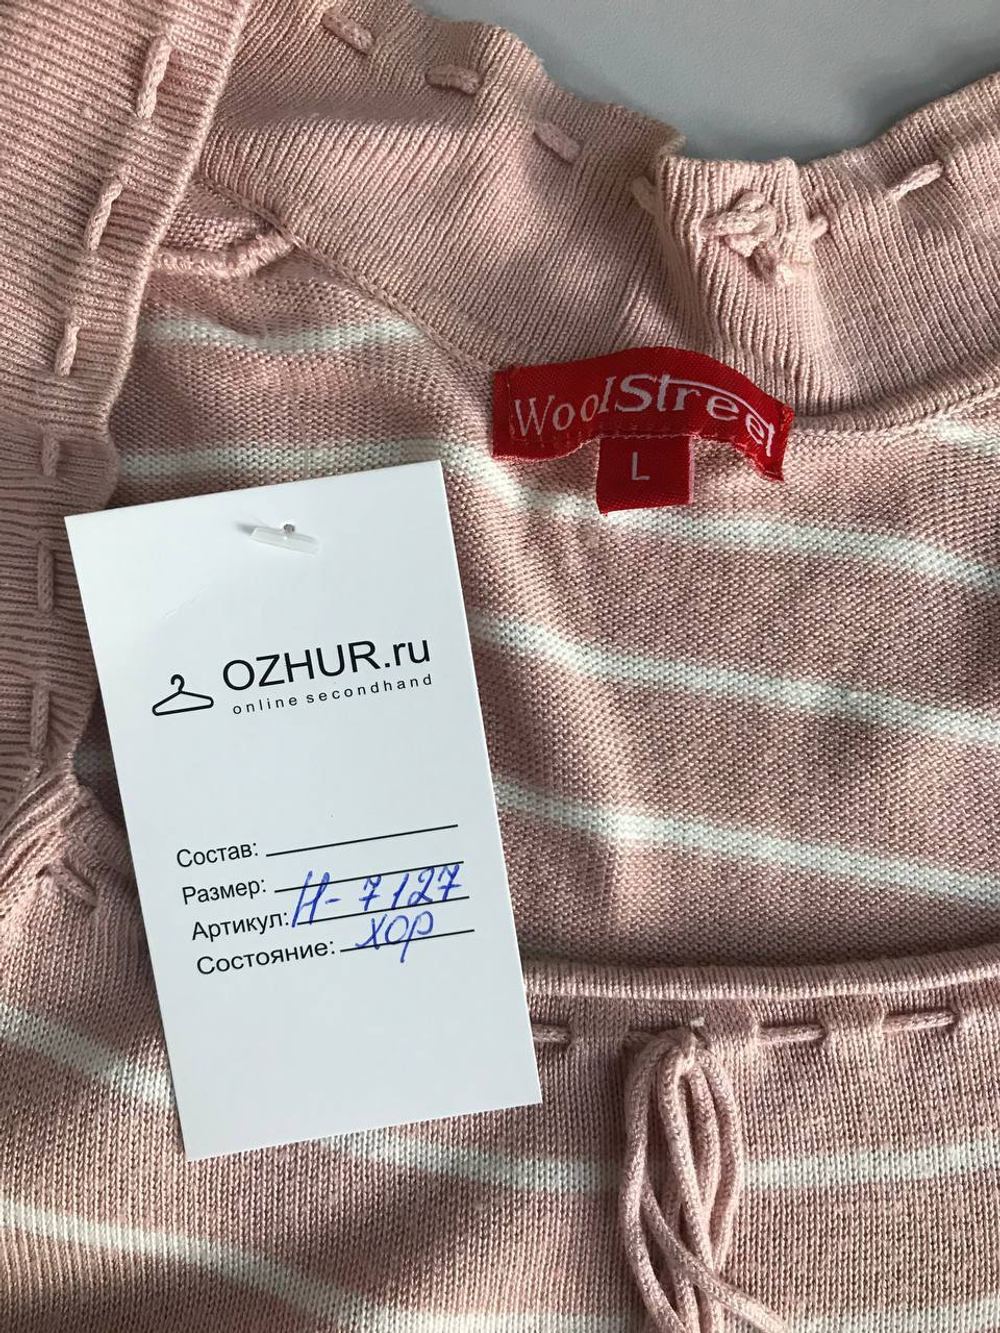 WoolStreet
L
OZHUR.ru
online secondhand
Состав:
Размер:
Артикул: Н-7127
Состояние: хор